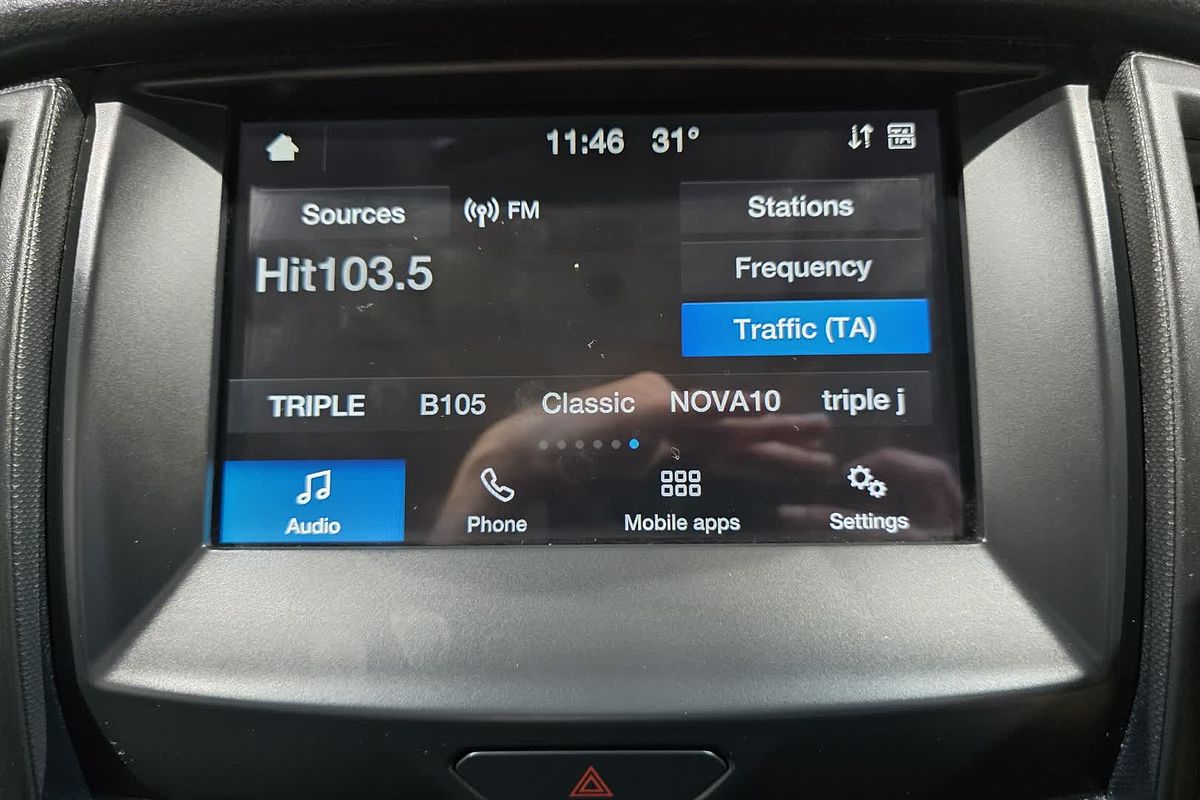 11:46 31° TA
Sources FM Stations
Hit103.5 Frequency
Traffic (TA)
TRIPLE B105 Classic NOVA10 triple j
Audio Phone Mobile apps Settings